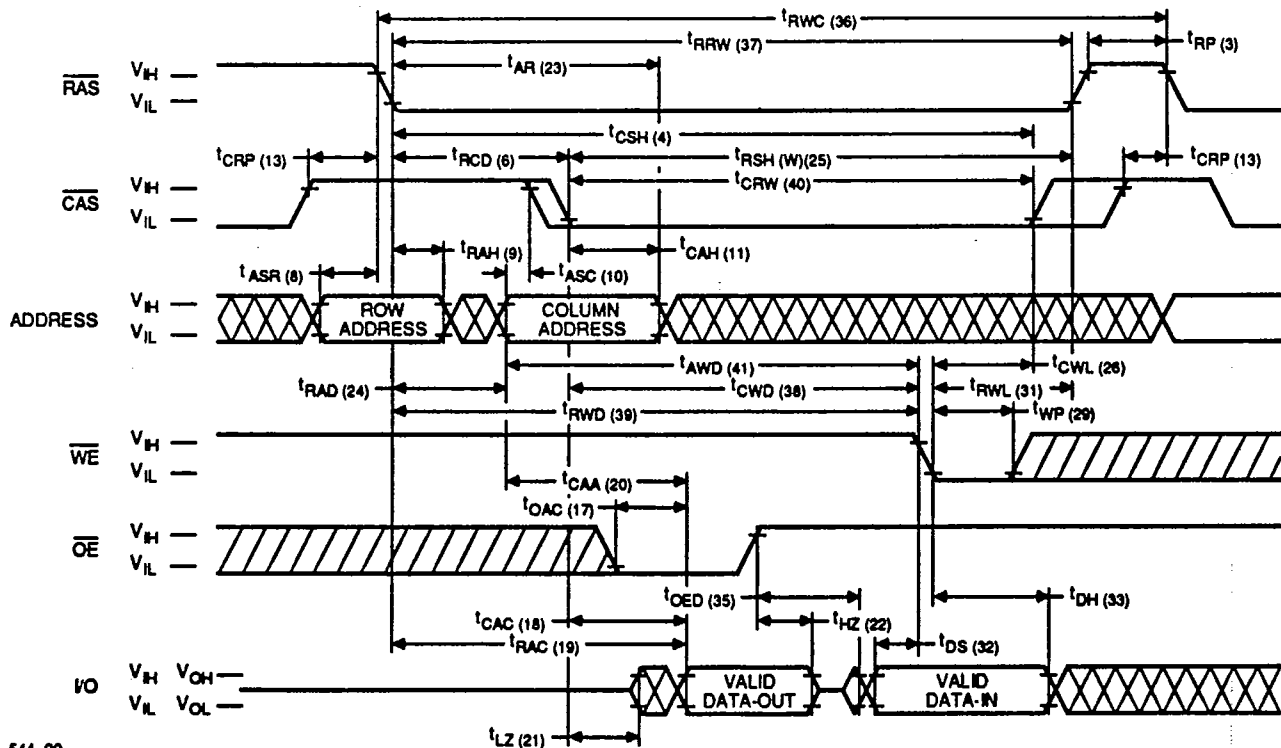 tRWC (36)
tRRW (37)
tRP (3)
tAR (23)
RAS
VIH
VIL
tCSH (4)
tCRP (13)
tRCD (6)
tRSH (W)(25)
tCRP (13)
tCRW (40)
CAS
VIH
VIL
tRAH (9)
tCAH (11)
tASR (8)
tASC (10)
ADDRESS
VIH
VIL
ROW ADDRESS
COLUMN ADDRESS
tAWD (41)
tCWL (26)
tRAD (24)
tCWD (38)
tRWL (31)
tRWD (39)
tWP (29)
WE
VIH
VIL
tCAA (20)
tOAC (17)
OE
VIH
VIL
tOED (35)
tDH (33)
tCAC (18)
tHZ (22)
tRAC (19)
tDS (32)
I/O
VIH VOH
VIL VOL
VALID DATA-OUT
VALID DATA-IN
tLZ (21)